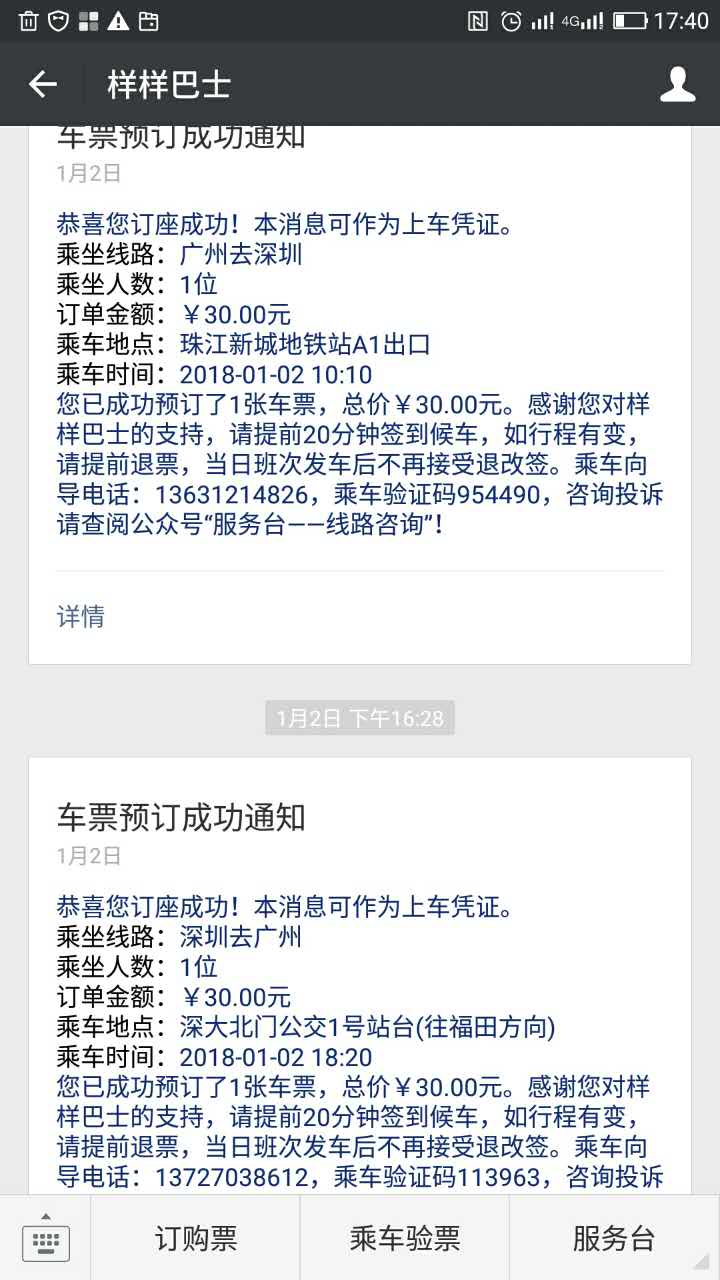 4G 17:40
样样巴士
车票预订成功通知
1月2日
恭喜您订座成功！本消息可作为上车凭证。
乘坐线路：广州去深圳
乘坐人数：1位
订单金额：￥30.00元
乘车地点：珠江新城地铁站A1出口
乘车时间：2018-01-02 10:10
您已成功预订了1张车票，总价￥30.00元。感谢您对样
样巴士的支持，请提前20分钟签到候车，如行程有变，
请提前退票，当日班次发车后不再接受退改签。乘车向
导电话：13631214826，乘车验证码954490，咨询投诉
请查阅公众号“服务台——线路咨询”！
详情
1月2日 下午16:28
车票预订成功通知
1月2日
恭喜您订座成功！本消息可作为上车凭证。
乘坐线路：深圳去广州
乘坐人数：1位
订单金额：￥30.00元
乘车地点：深大北门公交1号站台(往福田方向)
乘车时间：2018-01-02 18:20
您已成功预订了1张车票，总价￥30.00元。感谢您对样
样巴士的支持，请提前20分钟签到候车，如行程有变，
请提前退票，当日班次发车后不再接受退改签。乘车向
导电话：13727038612，乘车验证码113963，咨询投诉
订购票 乘车验票 服务台